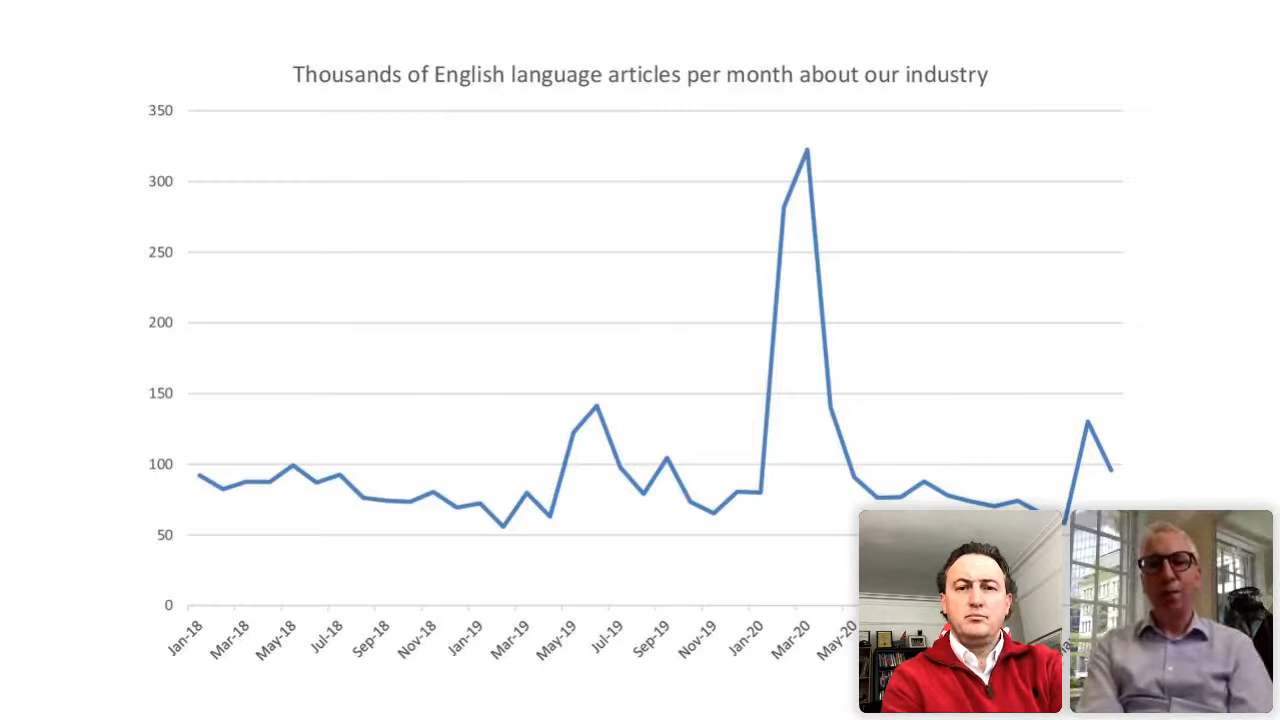 Thousands of English language articles per month about our industry
350
300
250
200
150
100
50
0
Jan-18
Mar-18
May-18
Jul-18
Sep-18
Nov-18
Jan-19
Mar-19
May-19
Jul-19
Sep-19
Nov-19
Jan-20
Mar-20
May-20